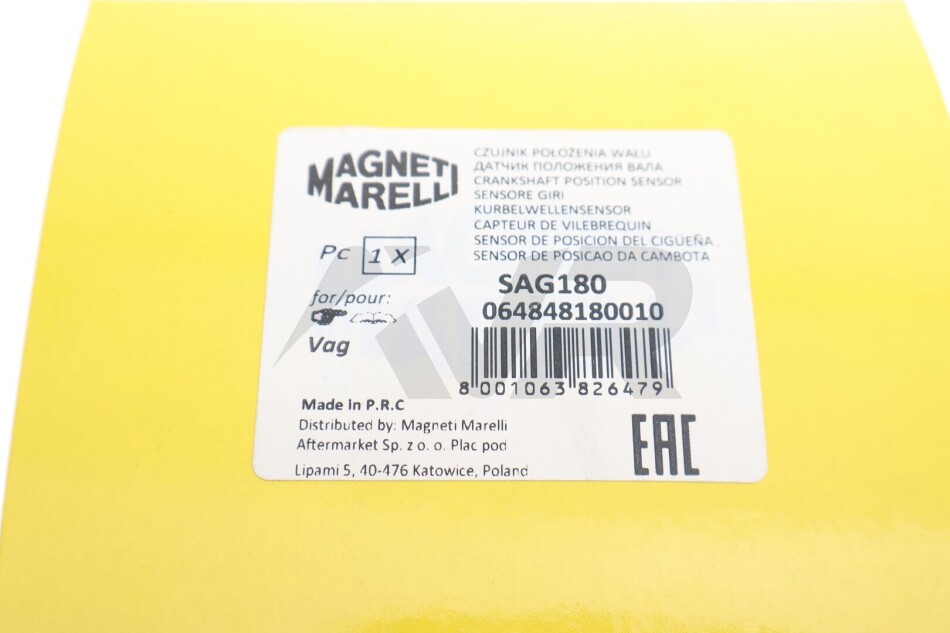 MAGNETI
MARELLI
CZUJNIK POŁOŻENIA WAŁU
ДАТЧИК ПОЛОЖЕНИЯ ВАЛА
CRANKSHAFT POSITION SENSOR
SENSORE GIRI
KURBELWELLENSENSOR
CAPTEUR DE VILEBREQUIN
SENSOR DE POSICION DEL CIGÜEÑA.
SENSOR DE POSICAO DA CAMBOTA
Pc 1 X
SAG180
064848180010
for/pour:
Vag
8 001063 826479
Made in P.R.C
Distributed by: Magneti Marelli
Aftermarket Sp. z o. o. Plac pod
Lipami 5, 40-476 Katowice, Poland
EAC